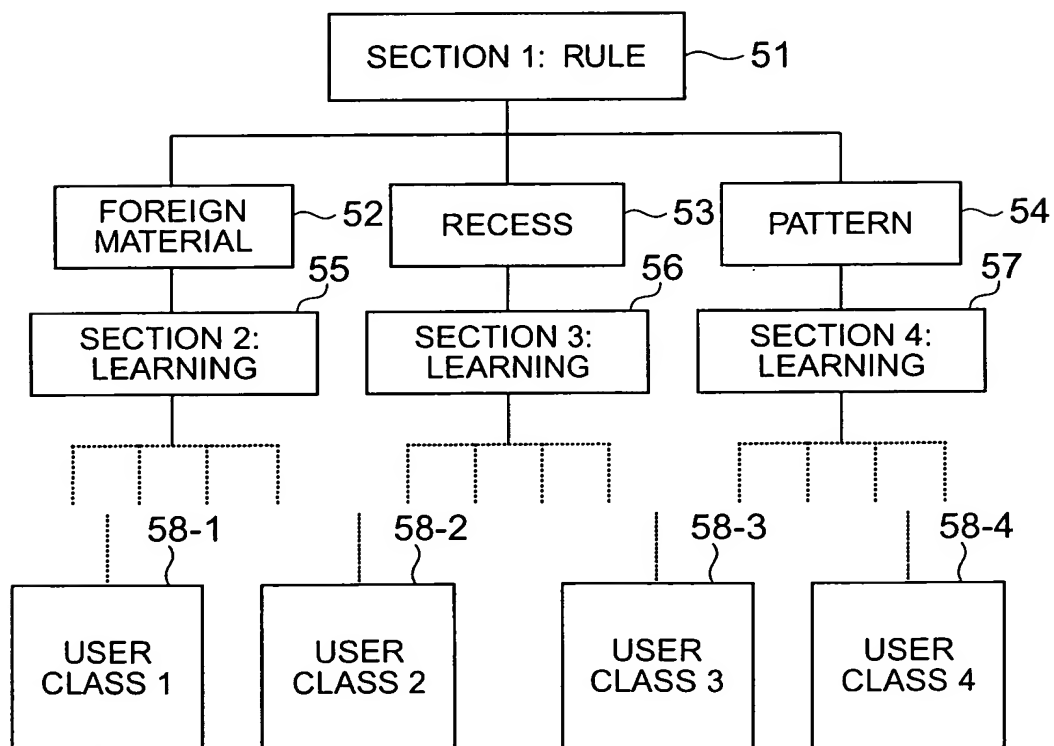 SECTION 1: RULE
51
FOREIGN
MATERIAL
52
RECESS
53
PATTERN
54
55
SECTION 2:
LEARNING
56
SECTION 3:
LEARNING
57
SECTION 4:
LEARNING
58-1
58-2
58-3
58-4
USER
CLASS 1
USER
CLASS 2
USER
CLASS 3
USER
CLASS 4